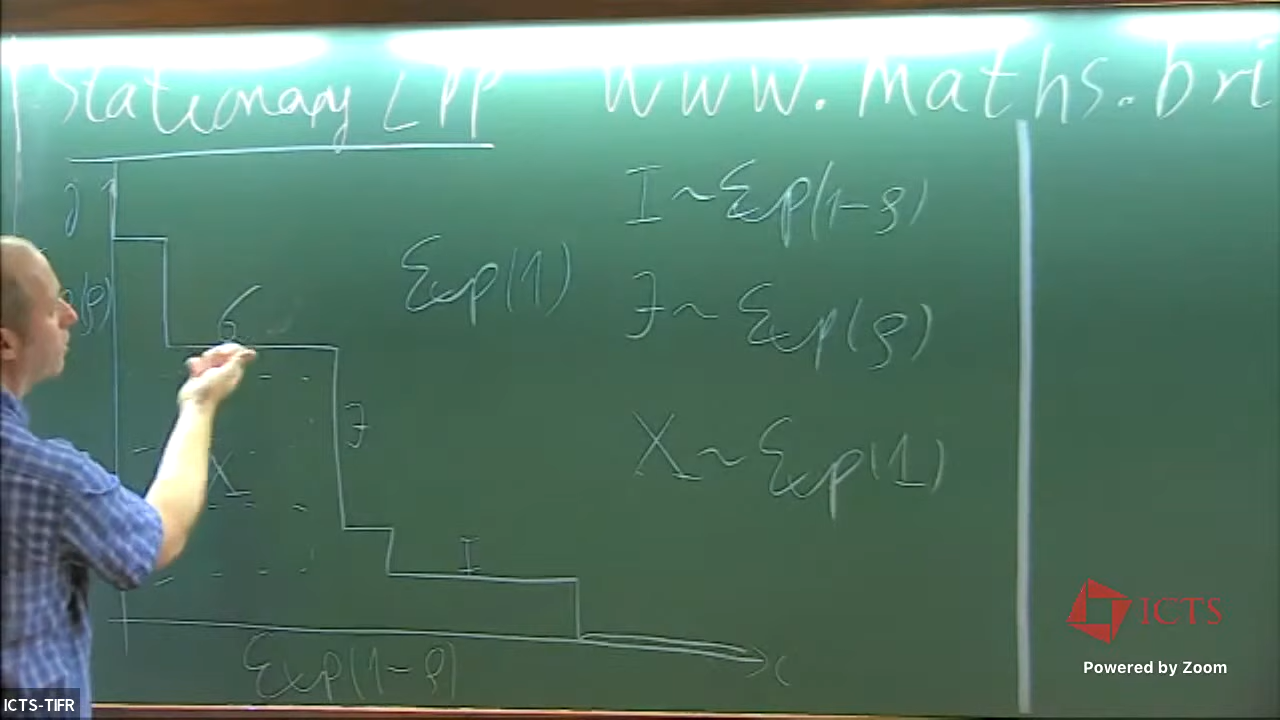 Stationary LPP
www.maths.bri
j
I ~ Exp(1-ρ)
Exp(1)
J ~ Exp(ρ)
G
J
X ~ Exp(1)
X
I
Exp(1-ρ)
i
ICTS
Powered by Zoom
ICTS-TIFR